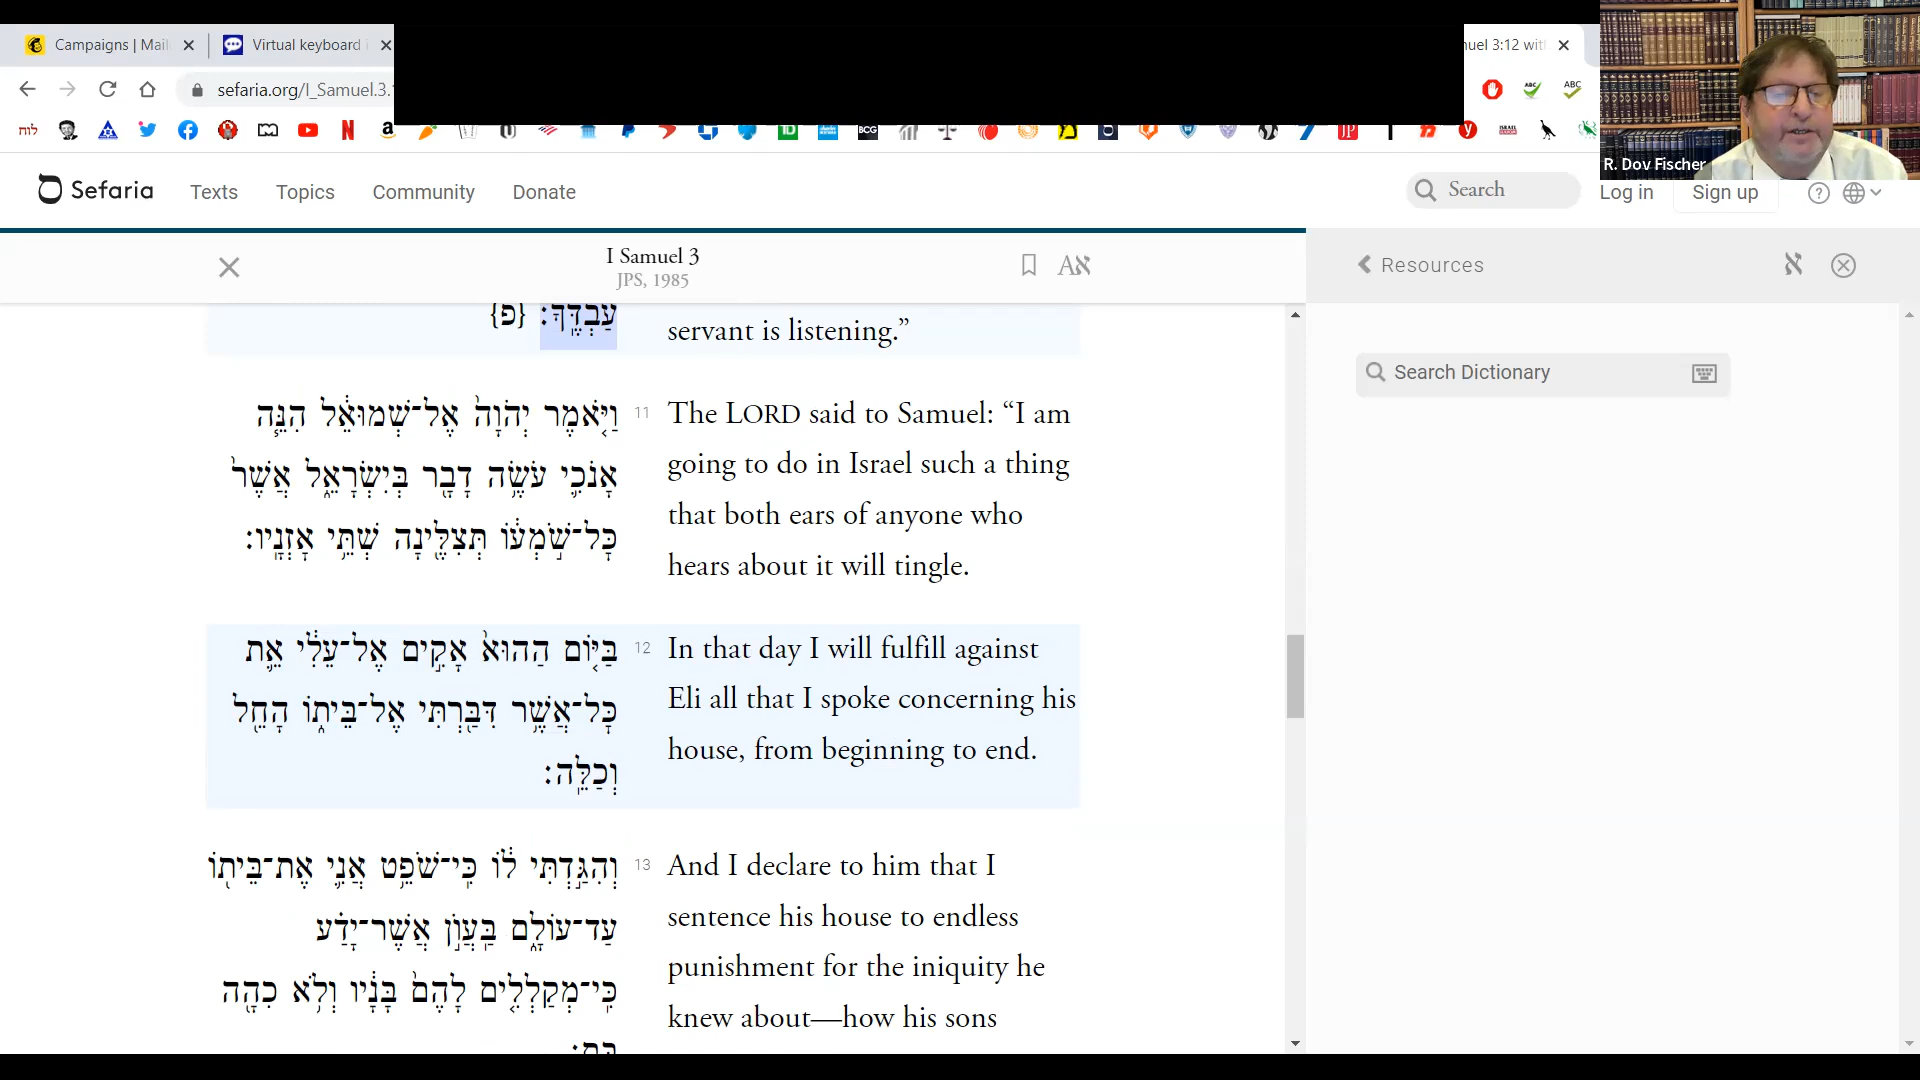 Campaigns | Mail
Virtual keyboard
nuel 3:12 with
sefaria.org/I_Samuel.3.
R. Dov Fischer
Sefaria
Texts
Topics
Community
Donate
Search
Log in
Sign up
I Samuel 3
JPS, 1985
Resources
Search Dictionary
עַבְדֶּֽךָ׃ {פ}
servant is listening.”
וַיֹּ֤אמֶר יְהֹוָה֙ אֶל־שְׁמוּאֵ֔ל הִנֵּ֧ה
אָנֹכִ֛י עֹשֶׂ֥ה דָבָ֖ר בְּיִשְׂרָאֵ֑ל אֲשֶׁר֙
כׇּל־שֹׁ֣מְע֔וֹ תְּצִלֶּ֖ינָה שְׁתֵּ֥י אׇזְנָֽיו׃
11
The LORD said to Samuel: “I am
going to do in Israel such a thing
that both ears of anyone who
hears about it will tingle.
בַּיּ֤וֹם הַהוּא֙ אָקִ֣ים אֶל־עֵלִ֔י אֵ֛ת
כׇּל־אֲשֶׁ֥ר דִּבַּ֖רְתִּי אֶל־בֵּית֑וֹ הָחֵ֖ל
וְכַלֵּֽה׃
12
In that day I will fulfill against
Eli all that I spoke concerning his
house, from beginning to end.
וְהִגַּ֣דְתִּי ל֔וֹ כִּֽי־שֹׁפֵ֥ט אֲנִ֛י אֶת־בֵּית֖וֹ
עַד־עוֹלָ֑ם בַּעֲוֺ֣ן אֲשֶׁר־יָדַ֗ע
כִּֽי־מְקַלְלִ֤ים לָהֶם֙ בָּנָ֔יו וְלֹ֥א כִהָ֖ה
בָּֽם׃
13
And I declare to him that I
sentence his house to endless
punishment for the iniquity he
knew about—how his sons